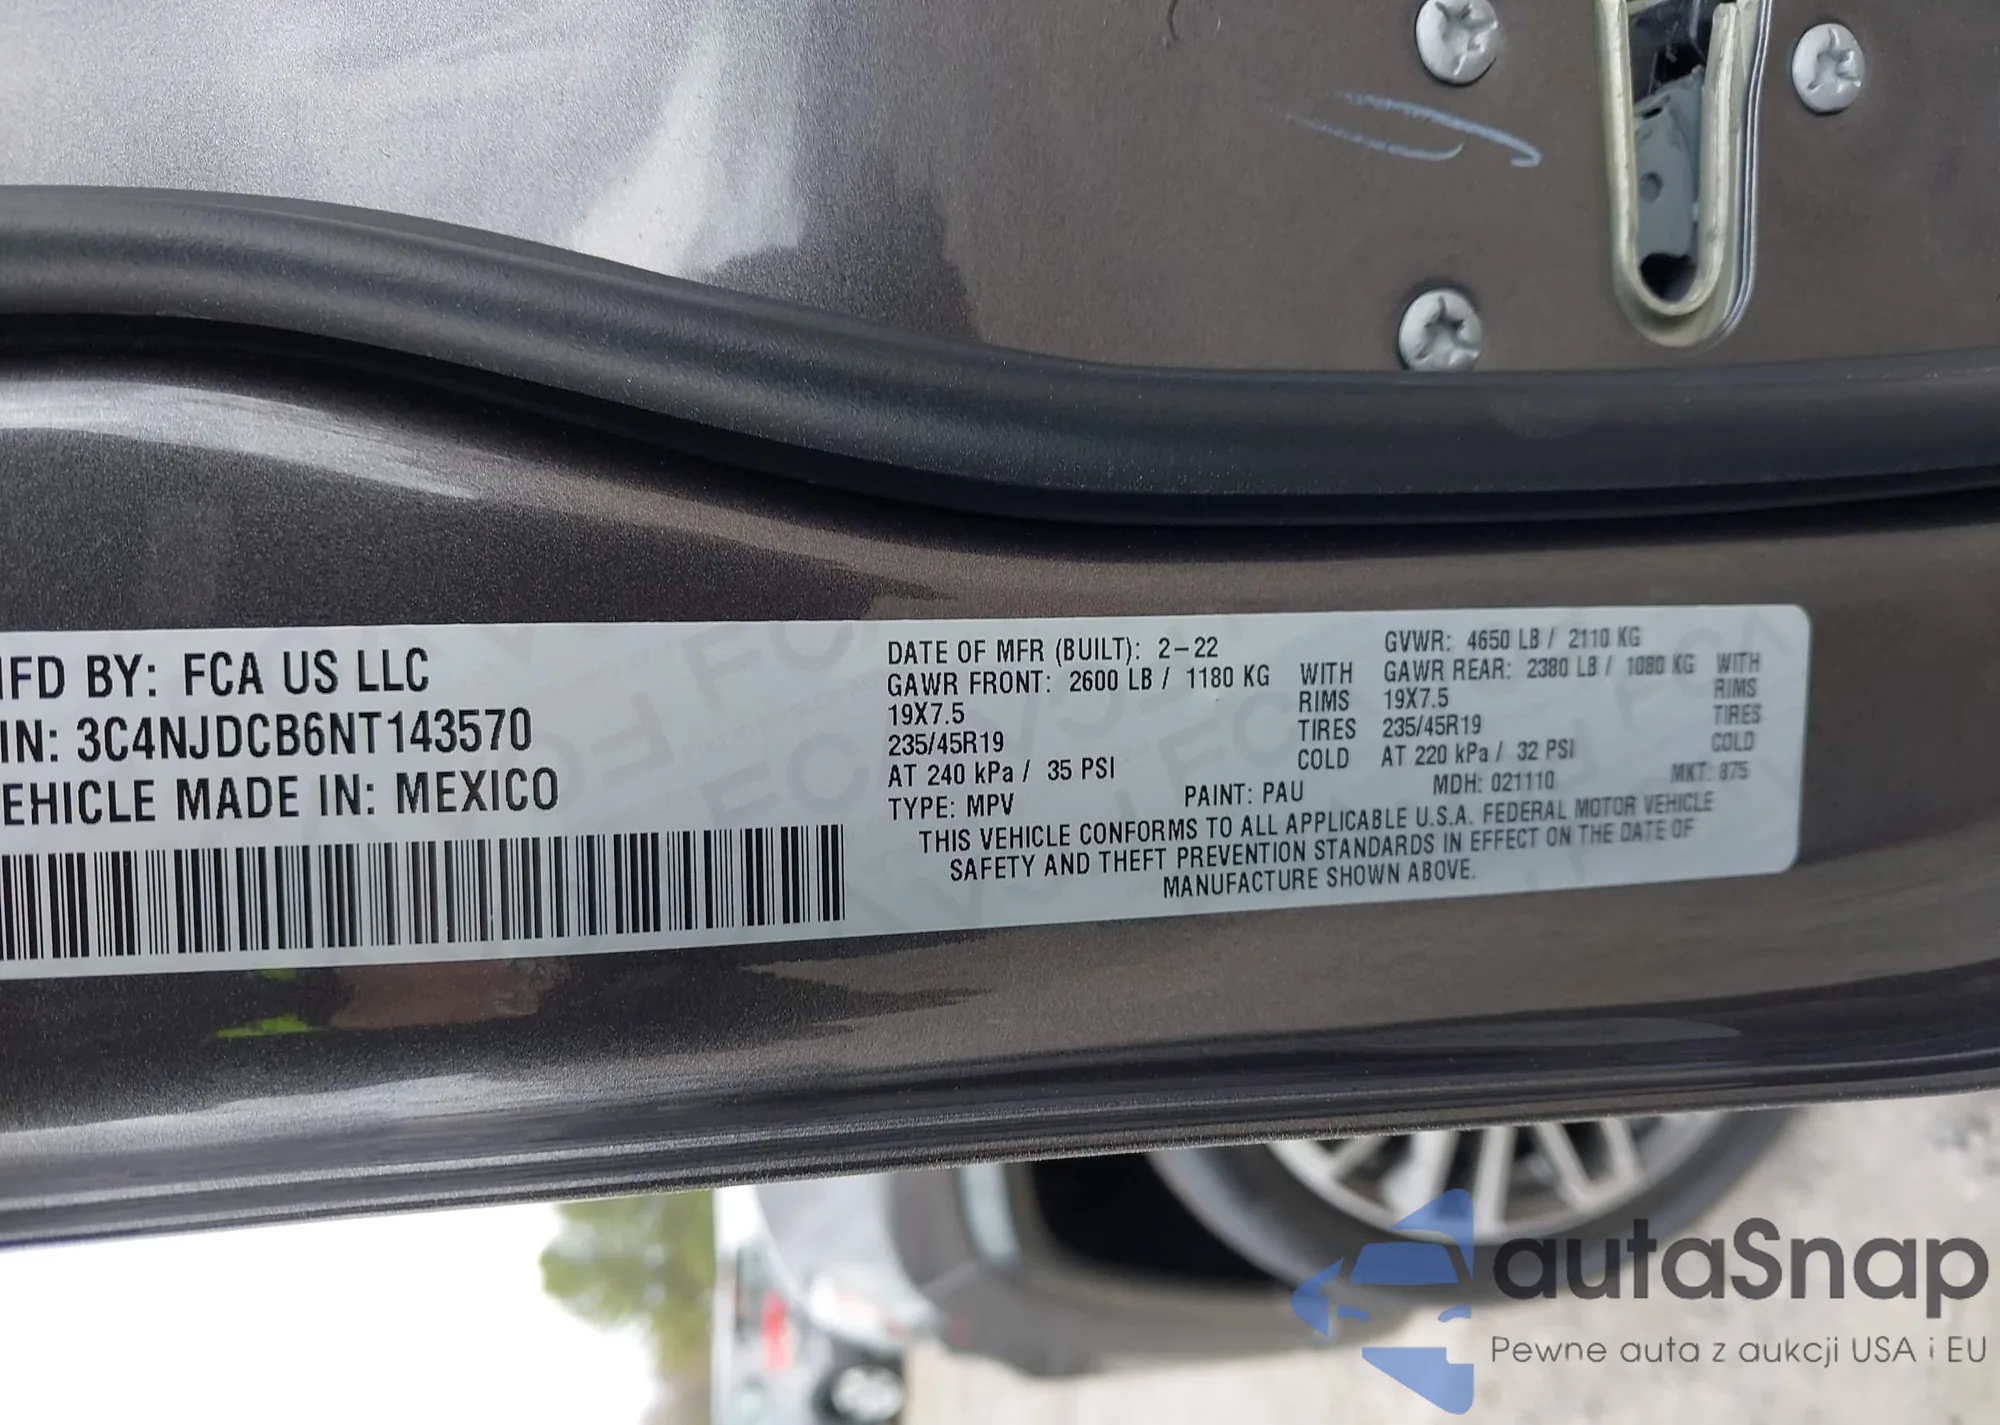 IFD BY: FCA US LLC
IN: 3C4NJDCB6NT143570
EHICLE MADE IN: MEXICO
DATE OF MFR (BUILT): 2-22 GVWR: 4650 LB / 2110 KG
GAWR FRONT: 2600 LB / 1180 KG WITH GAWR REAR: 2380 LB / 1080 KG WITH
19X7.5 RIMS 19X7.5 RIMS
235/45R19 TIRES 235/45R19 TIRES
AT 240 kPa / 35 PSI COLD AT 220 kPa / 32 PSI COLD
TYPE: MPV PAINT: PAU MDH: 021110 MKT: 875
THIS VEHICLE CONFORMS TO ALL APPLICABLE U.S.A. FEDERAL MOTOR VEHICLE
SAFETY AND THEFT PREVENTION STANDARDS IN EFFECT ON THE DATE OF
MANUFACTURE SHOWN ABOVE.
autaSnap
Pewne auta z aukcji USA i EU